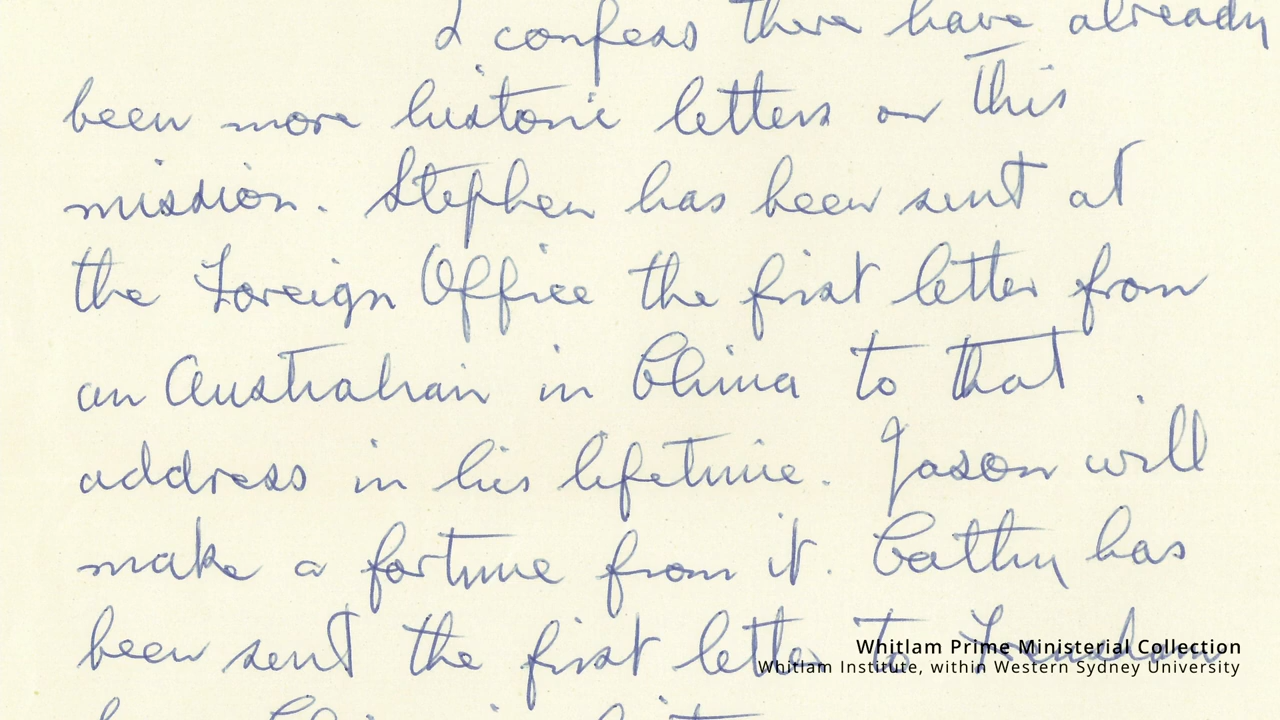 I confess there have already
been more historic letters on this
mission. Stephen has been sent at
the Foreign Office the first letter from
an Australian in China to that
address in his lifetime. Jason will
make a fortune from it. Cathy has
been sent the first letter to
Whitlam Prime Ministerial Collection
Whitlam Institute, within Western Sydney University